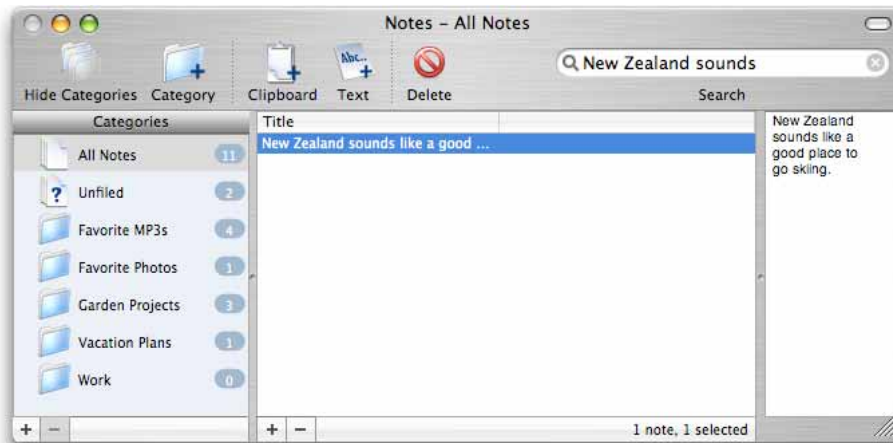 Notes – All Notes
Abc..
New Zealand sounds
Hide Categories
Category
Clipboard
Text
Delete
Search
Categories
All Notes 11
? Unfiled 2
Favorite MP3s 4
Favorite Photos 1
Garden Projects 3
Vacation Plans 1
Work 0
Title
New Zealand sounds like a good ...
1 note, 1 selected
New Zealand
sounds like a
good place to
go skiing.